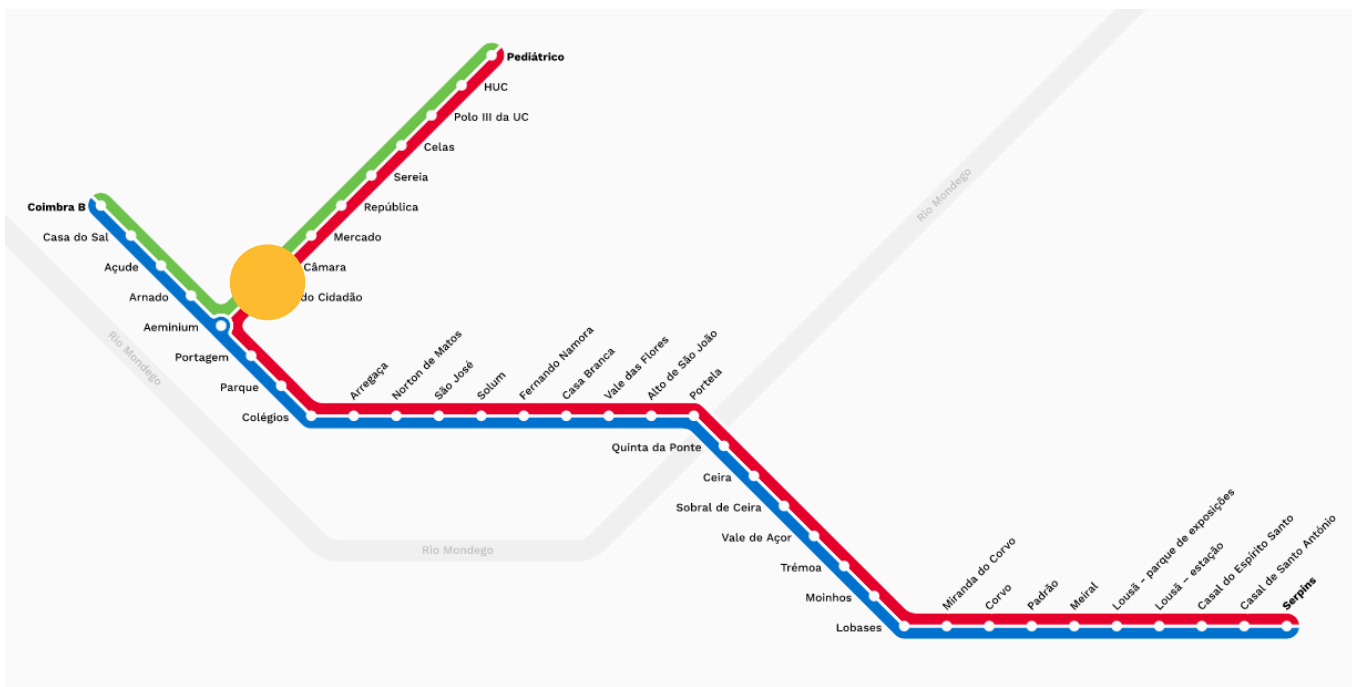 Pediátrico
HUC
Polo III da UC
Celas
Sereia
República
Mercado
Câmara
do Cidadão
Coimbra B
Casa do Sal
Açude
Arnado
Aeminium
Portagem
Parque
Colégios
Arregaça
Norton de Matos
São José
Solum
Fernando Namora
Casa Branca
Vale das Flores
Alto de São João
Portela
Quinta da Ponte
Ceira
Sobral de Ceira
Vale de Açor
Trémoa
Moinhos
Lobases
Miranda do Corvo
Corvo
Padrão
Meiral
Lousã - parque de exposições
Lousã – estação
Casal do Espírito Santo
Casal de Santo António
Serpins
Rio Mondego
Rio Mondego
Rio Mondego